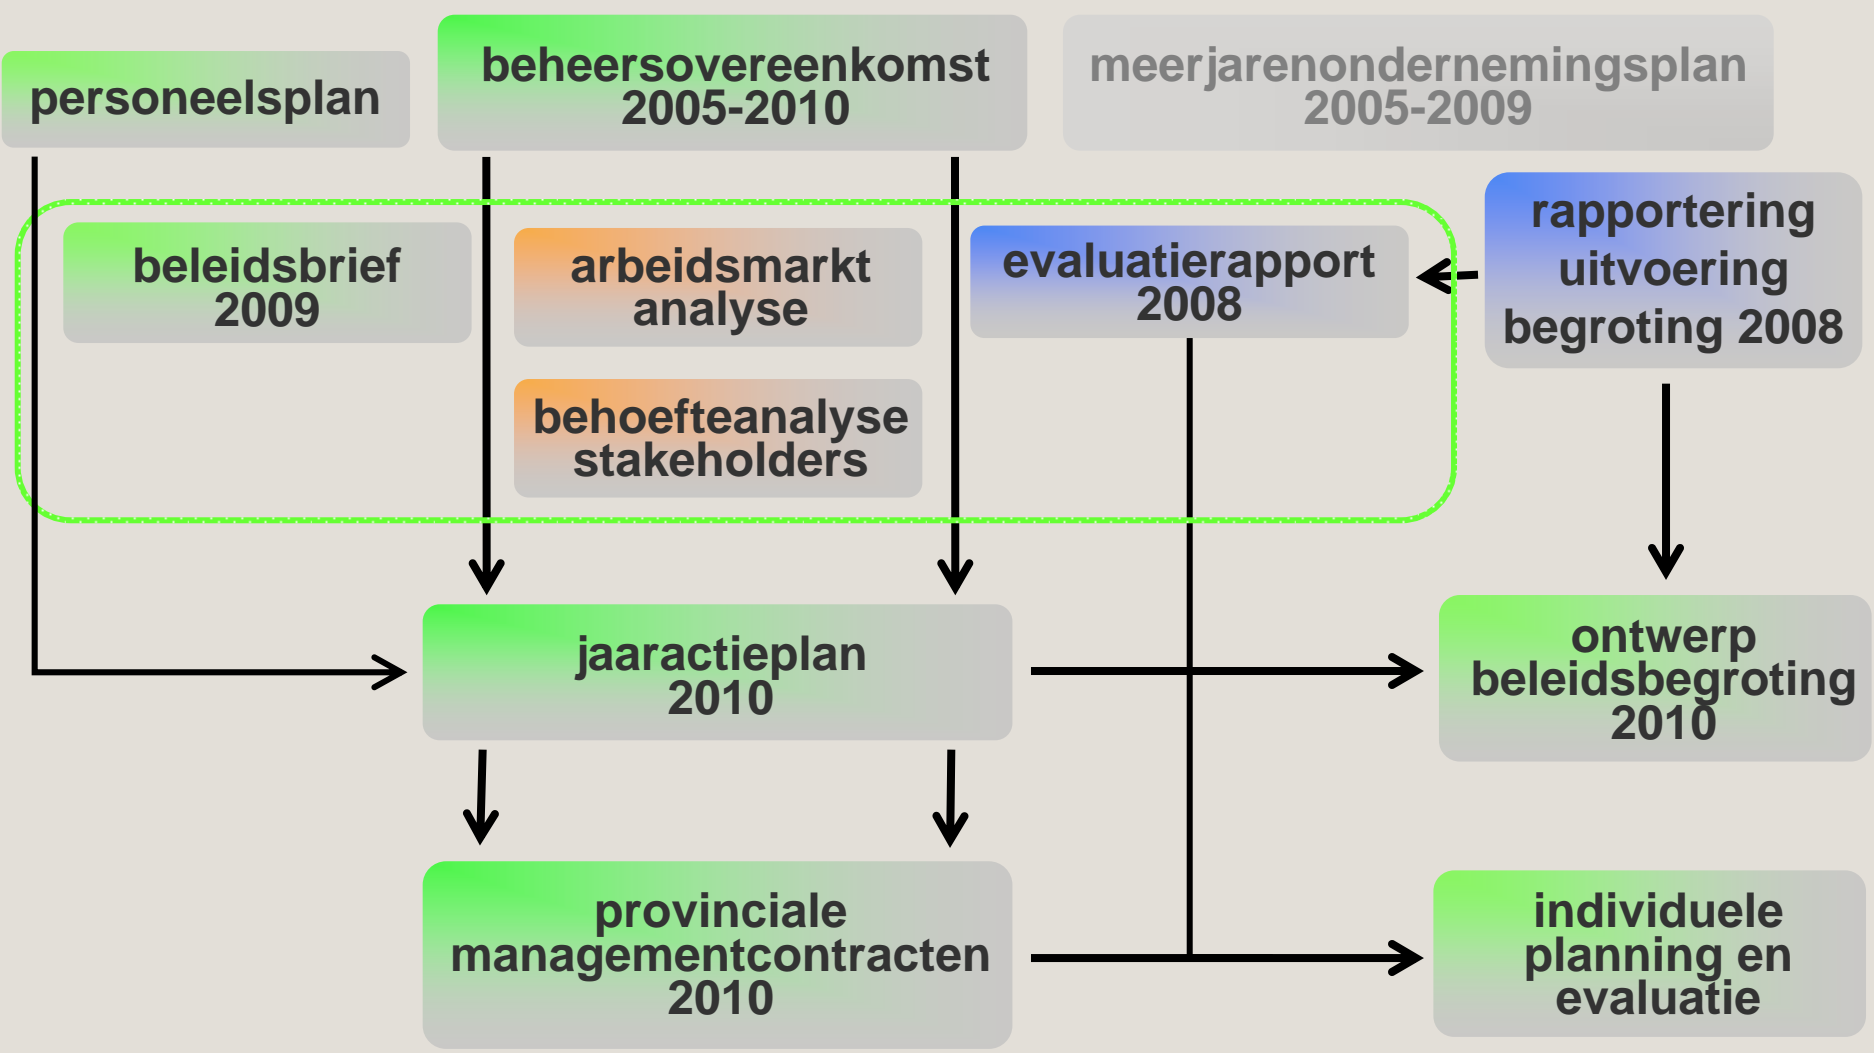 personeelsplan
beheersovereenkomst
2005-2010
meerjarenondernemingsplan
2005-2009
beleidsbrief
2009
arbeidsmarkt
analyse
evaluatierapport
2008
rapportering
uitvoering
begroting 2008
behoefteanalyse
stakeholders
jaaractieplan
2010
ontwerp
beleidsbegroting
2010
provinciale
managementcontracten
2010
individuele
planning en
evaluatie